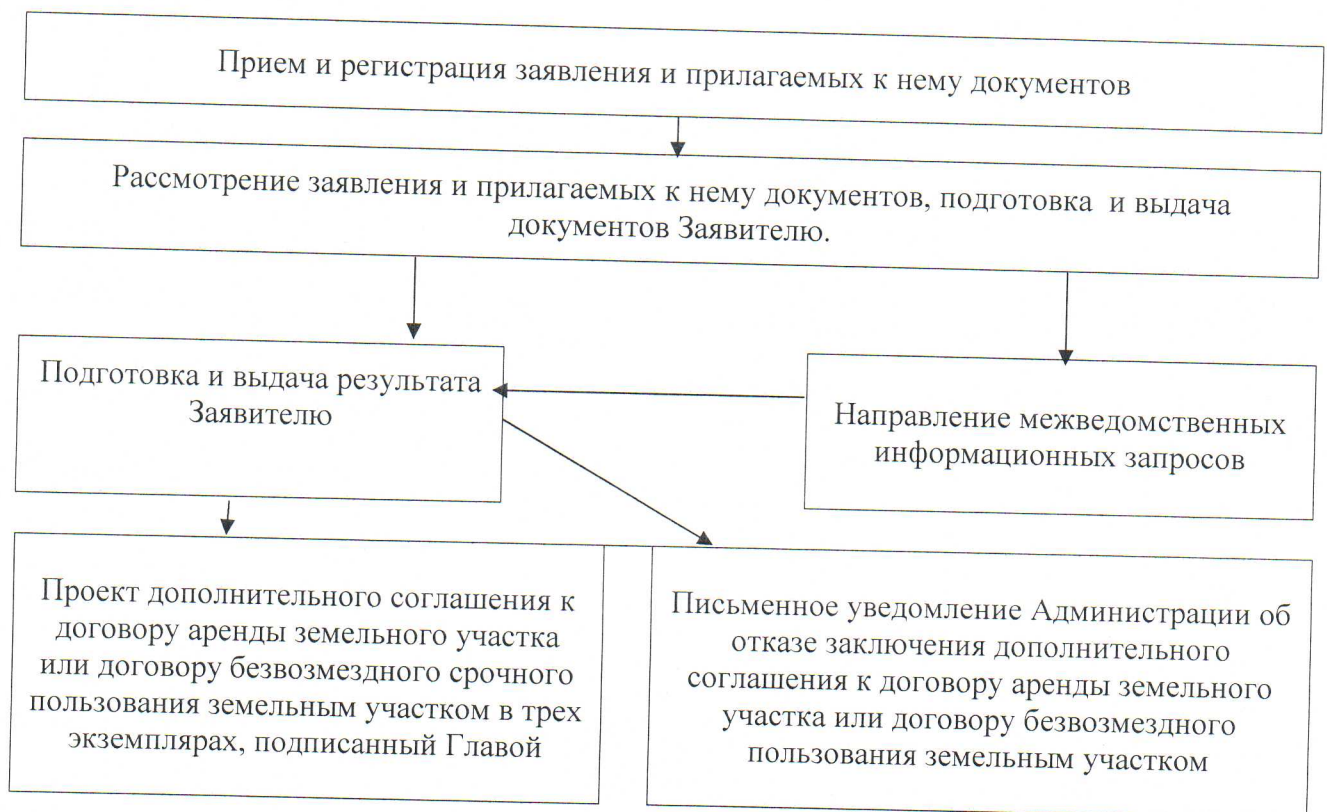 Прием и регистрация заявления и прилагаемых к нему документов
Рассмотрение заявления и прилагаемых к нему документов, подготовка и выдача
документов Заявителю.
Подготовка и выдача результата
Заявителю
Направление межведомственных
информационных запросов
Проект дополнительного соглашения к
договору аренды земельного участка
или договору безвозмездного срочного
пользования земельным участком в трех
экземплярах, подписанный Главой
Письменное уведомление Администрации об
отказе заключения дополнительного
соглашения к договору аренды земельного
участка или договору безвозмездного
пользования земельным участком